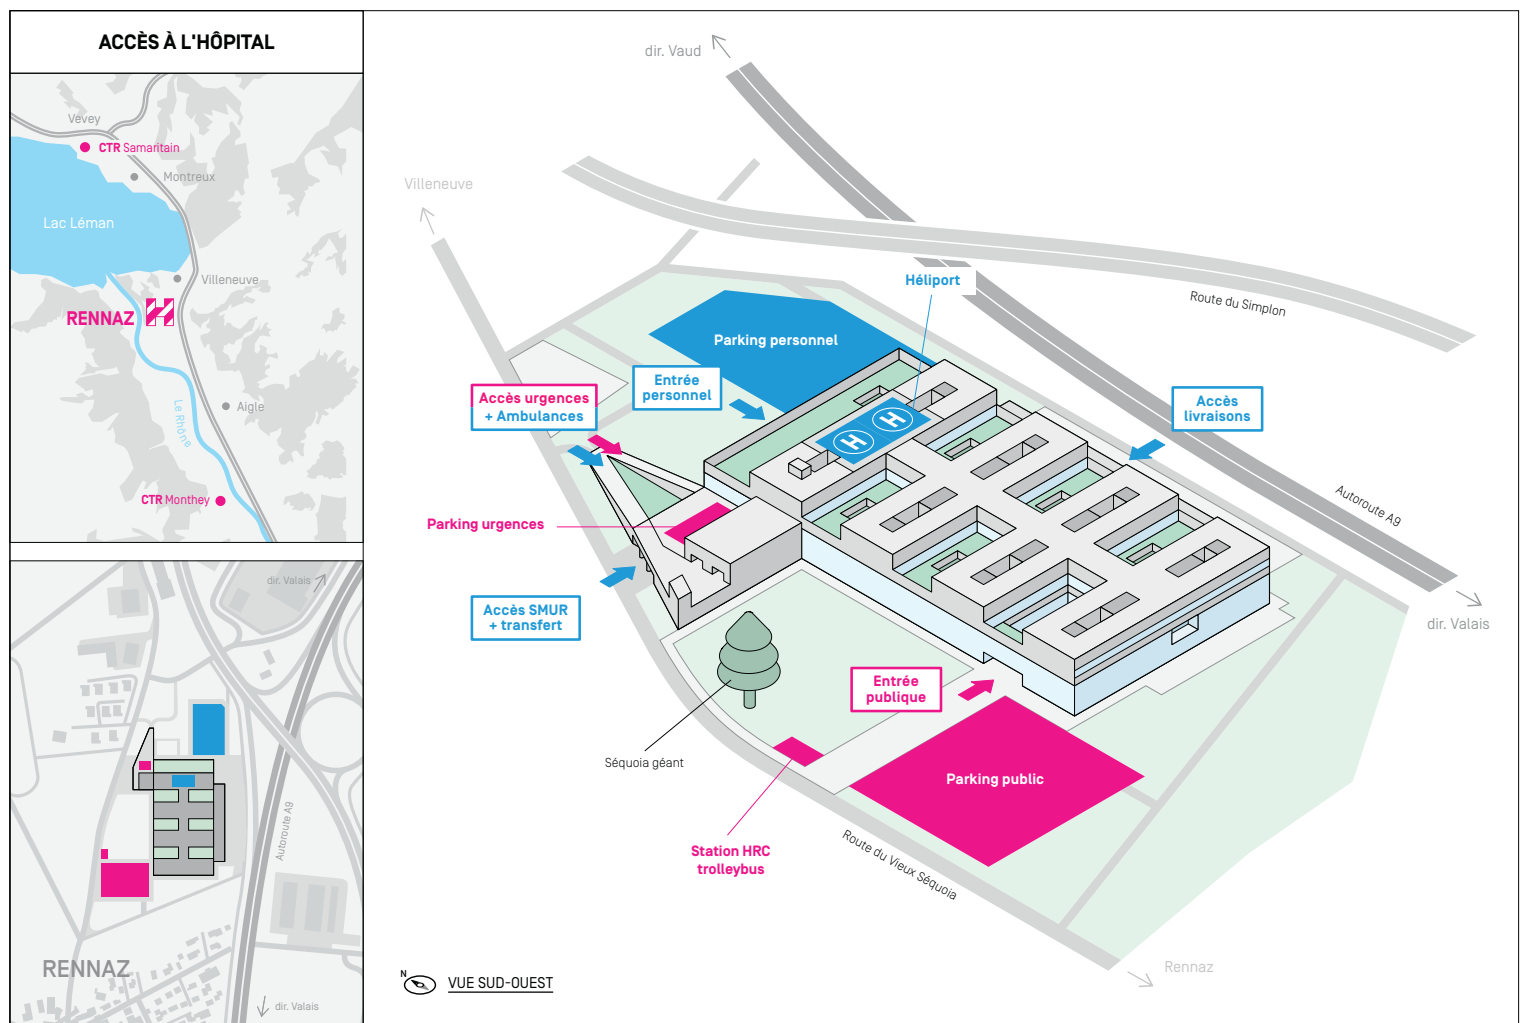 ACCÈS À L'HÔPITAL
Vevey
CTR Samaritain
Montreux
Lac Léman
Villeneuve
RENNAZ
Le Rhône
Aigle
CTR Monthey
dir. Valais
Autoroute A9
RENNAZ
dir. Valais
dir. Vaud
Villeneuve
Héliport
Route du Simplon
Parking personnel
Entrée
personnel
Accès urgences
+ Ambulances
Accès
livraisons
H
H
Autoroute A9
Parking urgences
Accès SMUR
+ transfert
dir. Valais
Entrée
publique
Séquoia géant
Parking public
Station HRC
trolleybus
Route du Vieux Séquoia
Rennaz
N
VUE SUD-OUEST